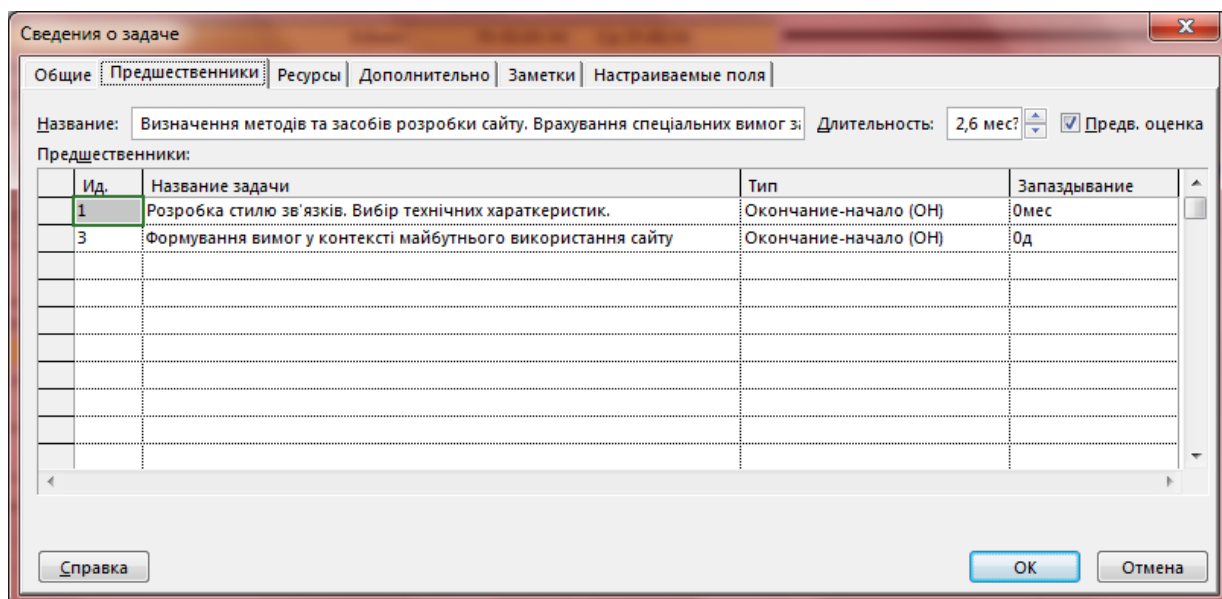 Сведения о задаче
Общие Предшественники Ресурсы Дополнительно Заметки Настраиваемые поля
Название: Визначення методів та засобів розробки сайту. Врахування спеціальних вимог за Длительность: 2,6 мес? Предв. оценка
Предшественники:
Ид. Название задачи Тип Запаздывание
1 Розробка стилю зв'язків. Вибір технічних хараткеристик. Окончание-начало (ОН) 0мес
3 Формування вимог у контексті майбутнього використання сайту Окончание-начало (ОН) 0д
Справка ОК Отмена